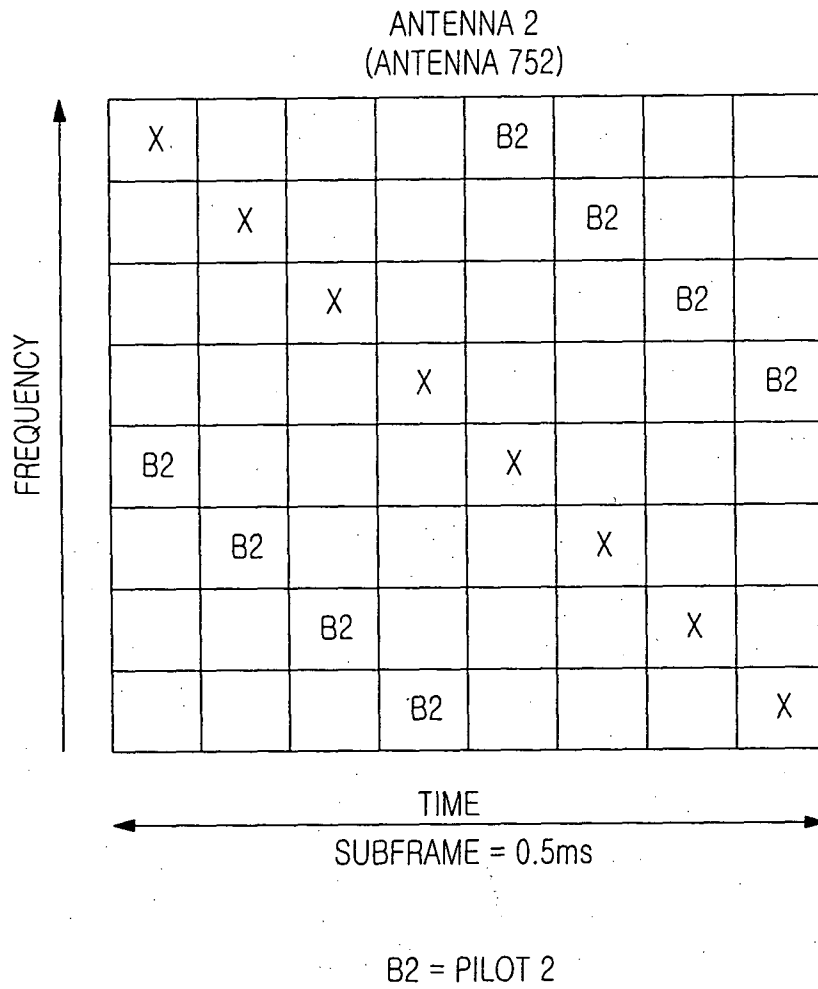 ANTENNA 2
(ANTENNA 752)
FREQUENCY
X B2
X B2
X B2
X B2
B2 X
B2 X
B2 X
B2 X
TIME
SUBFRAME = 0.5ms
B2 = PILOT 2